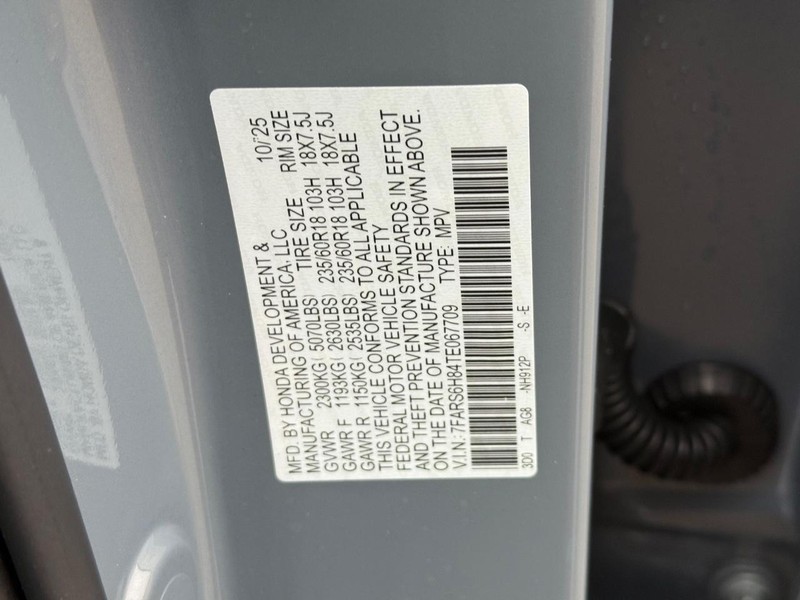 MFD. BY HONDA DEVELOPMENT & 10/25
MANUFACTURING OF AMERICA, LLC
TIRE SIZE RIM SIZE
GVWR 2300KG( 5070LBS)
GAWR F 1193KG( 2630LBS) 235/60R18 103H 18X7.5J
GAWR R 1150KG( 2535LBS) 235/60R18 103H 18X7.5J
THIS VEHICLE CONFORMS TO ALL APPLICABLE
FEDERAL MOTOR VEHICLE SAFETY
AND THEFT PREVENTION STANDARDS IN EFFECT
ON THE DATE OF MANUFACTURE SHOWN ABOVE.
V.I.N: 7FARS6H84TE067709 TYPE: MPV
3D0 T AG8 -NH912P -S -E